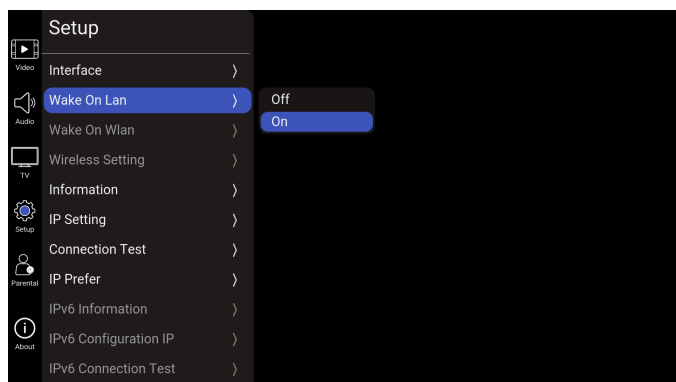 Setup
Video
Audio
TV
Setup
Parental
About
Interface
Wake On Lan
Wake On Wlan
Wireless Setting
Information
IP Setting
Connection Test
IP Prefer
IPv6 Information
IPv6 Configuration IP
IPv6 Connection Test
Off
On